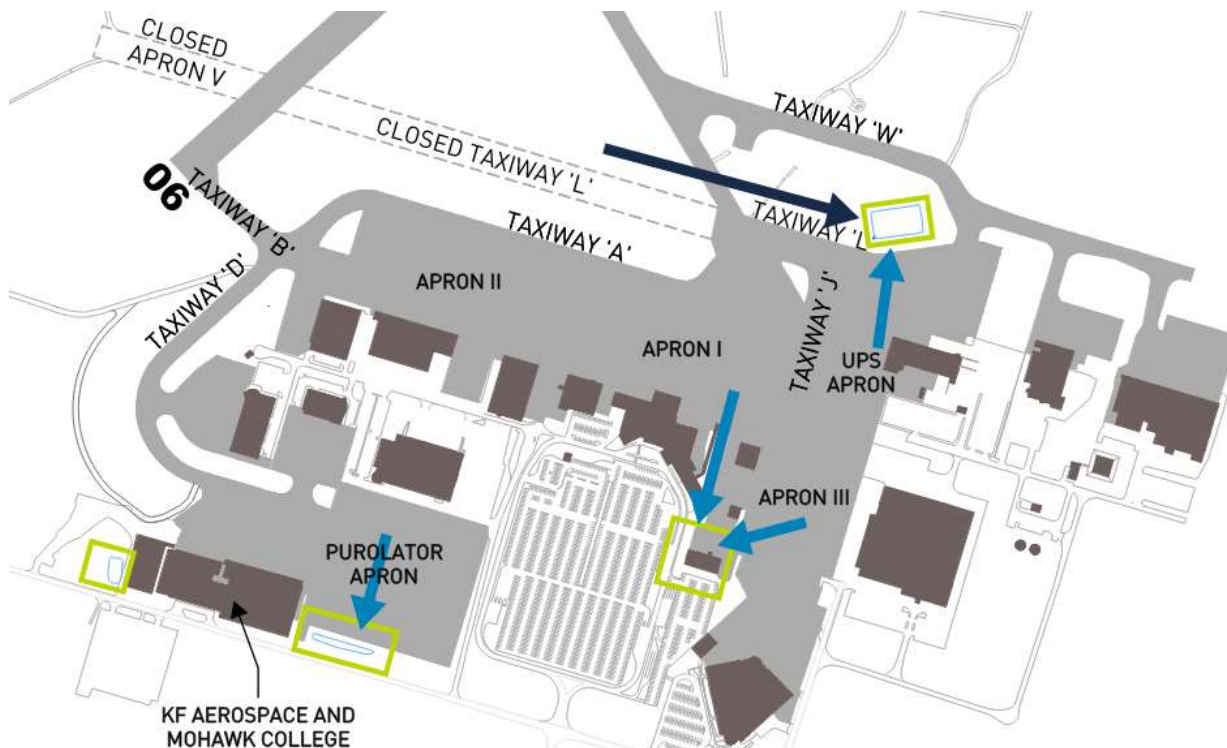 CLOSED
APRON V
CLOSED TAXIWAY 'L'
TAXIWAY 'W'
06
TAXIWAY 'B'
TAXIWAY 'L
TAXIWAY 'A'
TAXIWAY 'D'
APRON II
TAXIWAY 'J'
APRON I
UPS
APRON
APRON III
PUROLATOR
APRON
KF AEROSPACE AND
MOHAWK COLLEGE